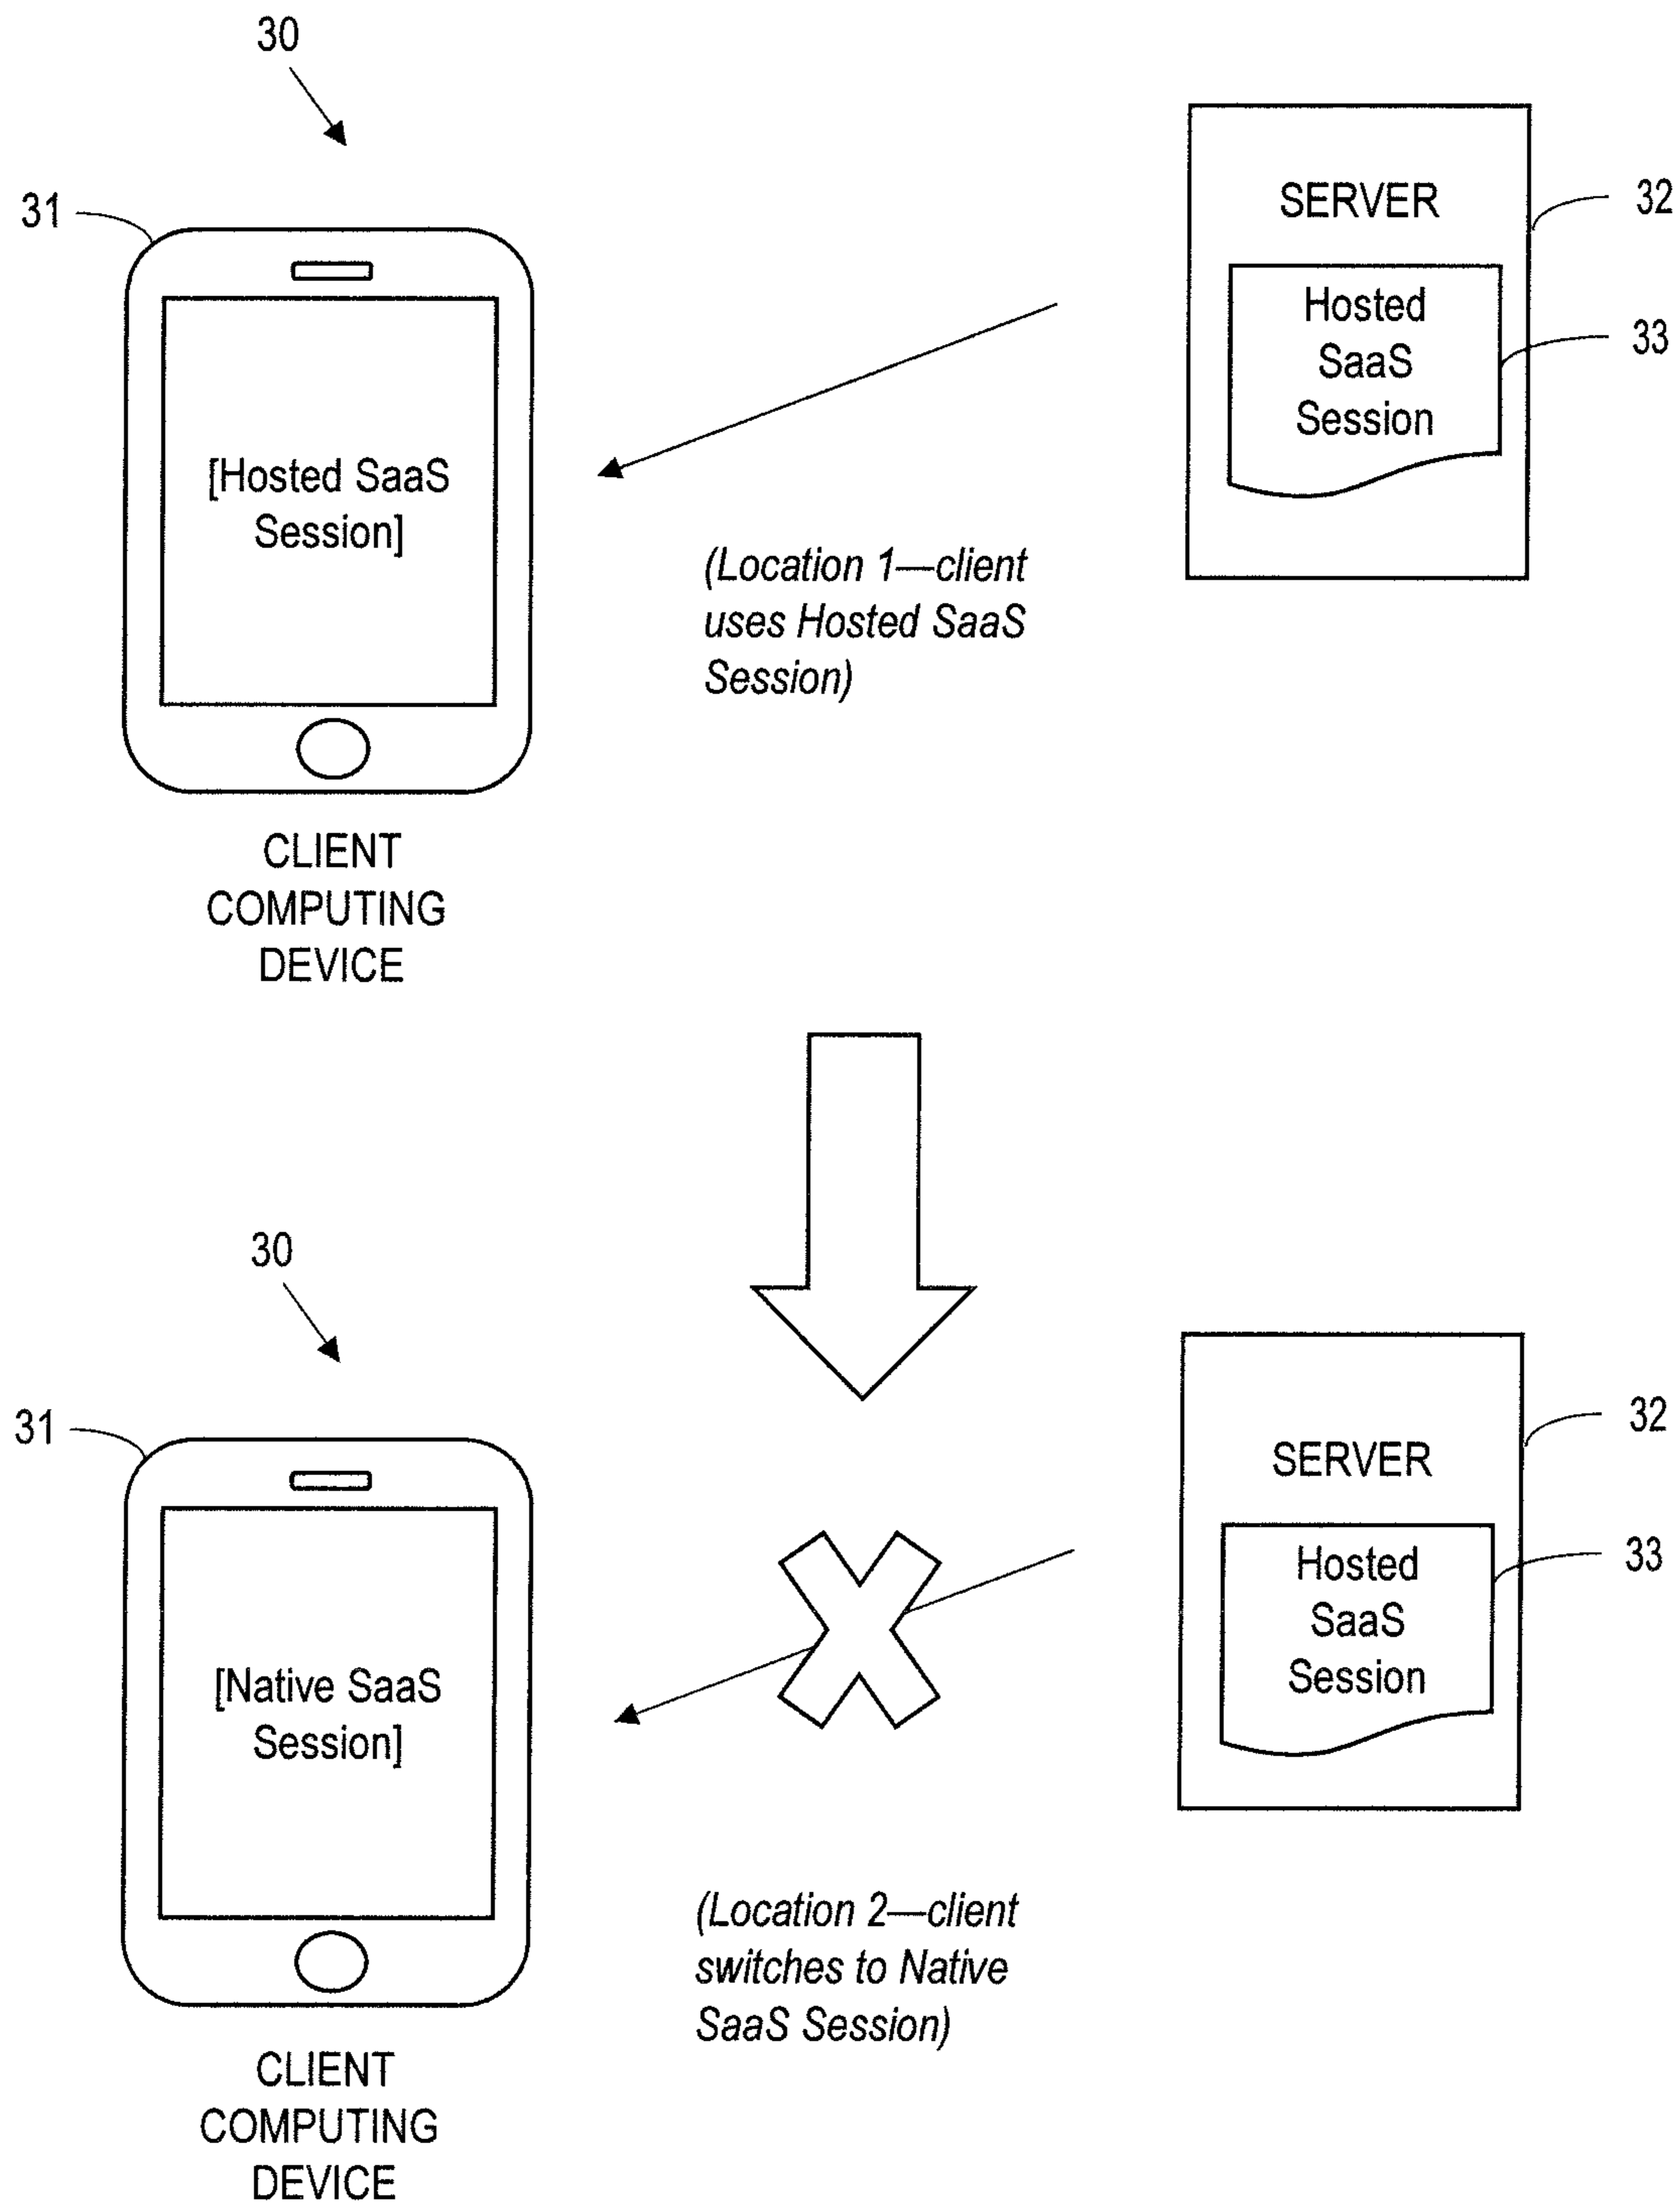 30
31
SERVER
32
Hosted
SaaS
Session
33
[Hosted SaaS
Session]
(Location 1—client
uses Hosted SaaS
Session)
CLIENT
COMPUTING
DEVICE
30
31
SERVER
32
Hosted
SaaS
Session
33
[Native SaaS
Session]
(Location 2—client
switches to Native
SaaS Session)
CLIENT
COMPUTING
DEVICE